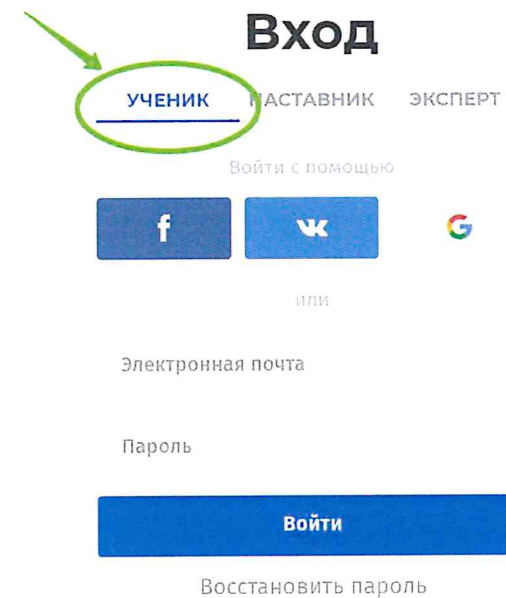 Вход
УЧЕНИК НАСТАВНИК ЭКСПЕРТ
Войти с помощью
или
Электронная почта
Пароль
Войти
Восстановить пароль